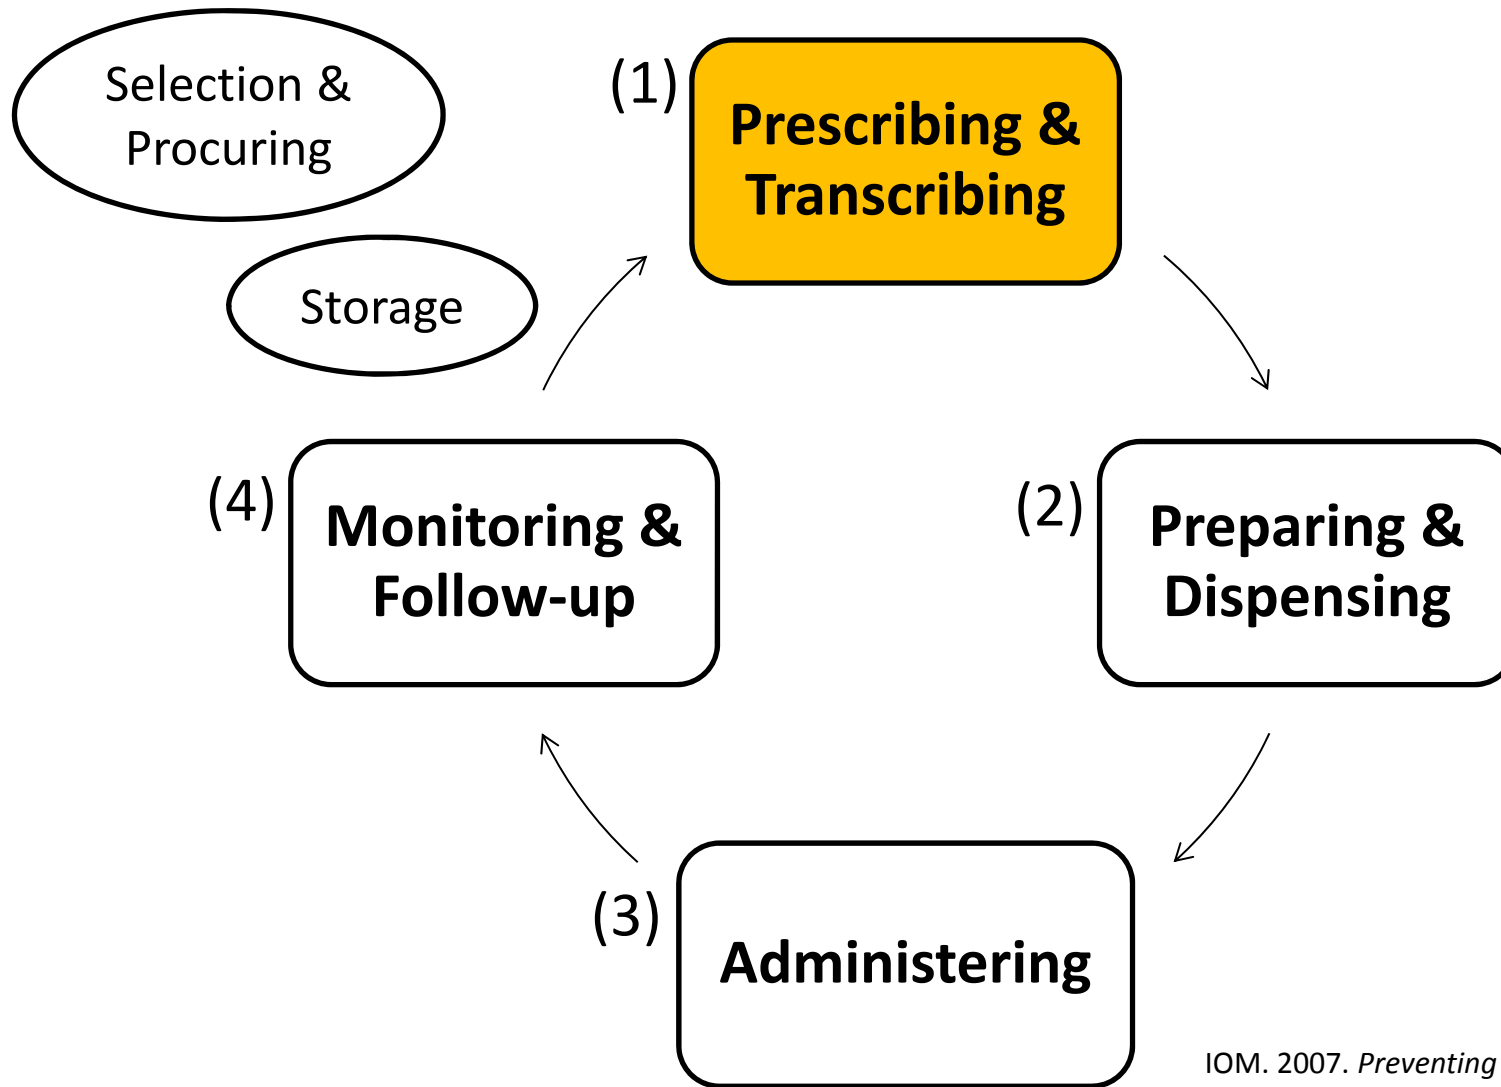 Selection &
Procuring
Storage
(1)
Prescribing &
Transcribing
(2)
Preparing &
Dispensing
(3)
Administering
(4)
Monitoring &
Follow-up
IOM. 2007. Preventing